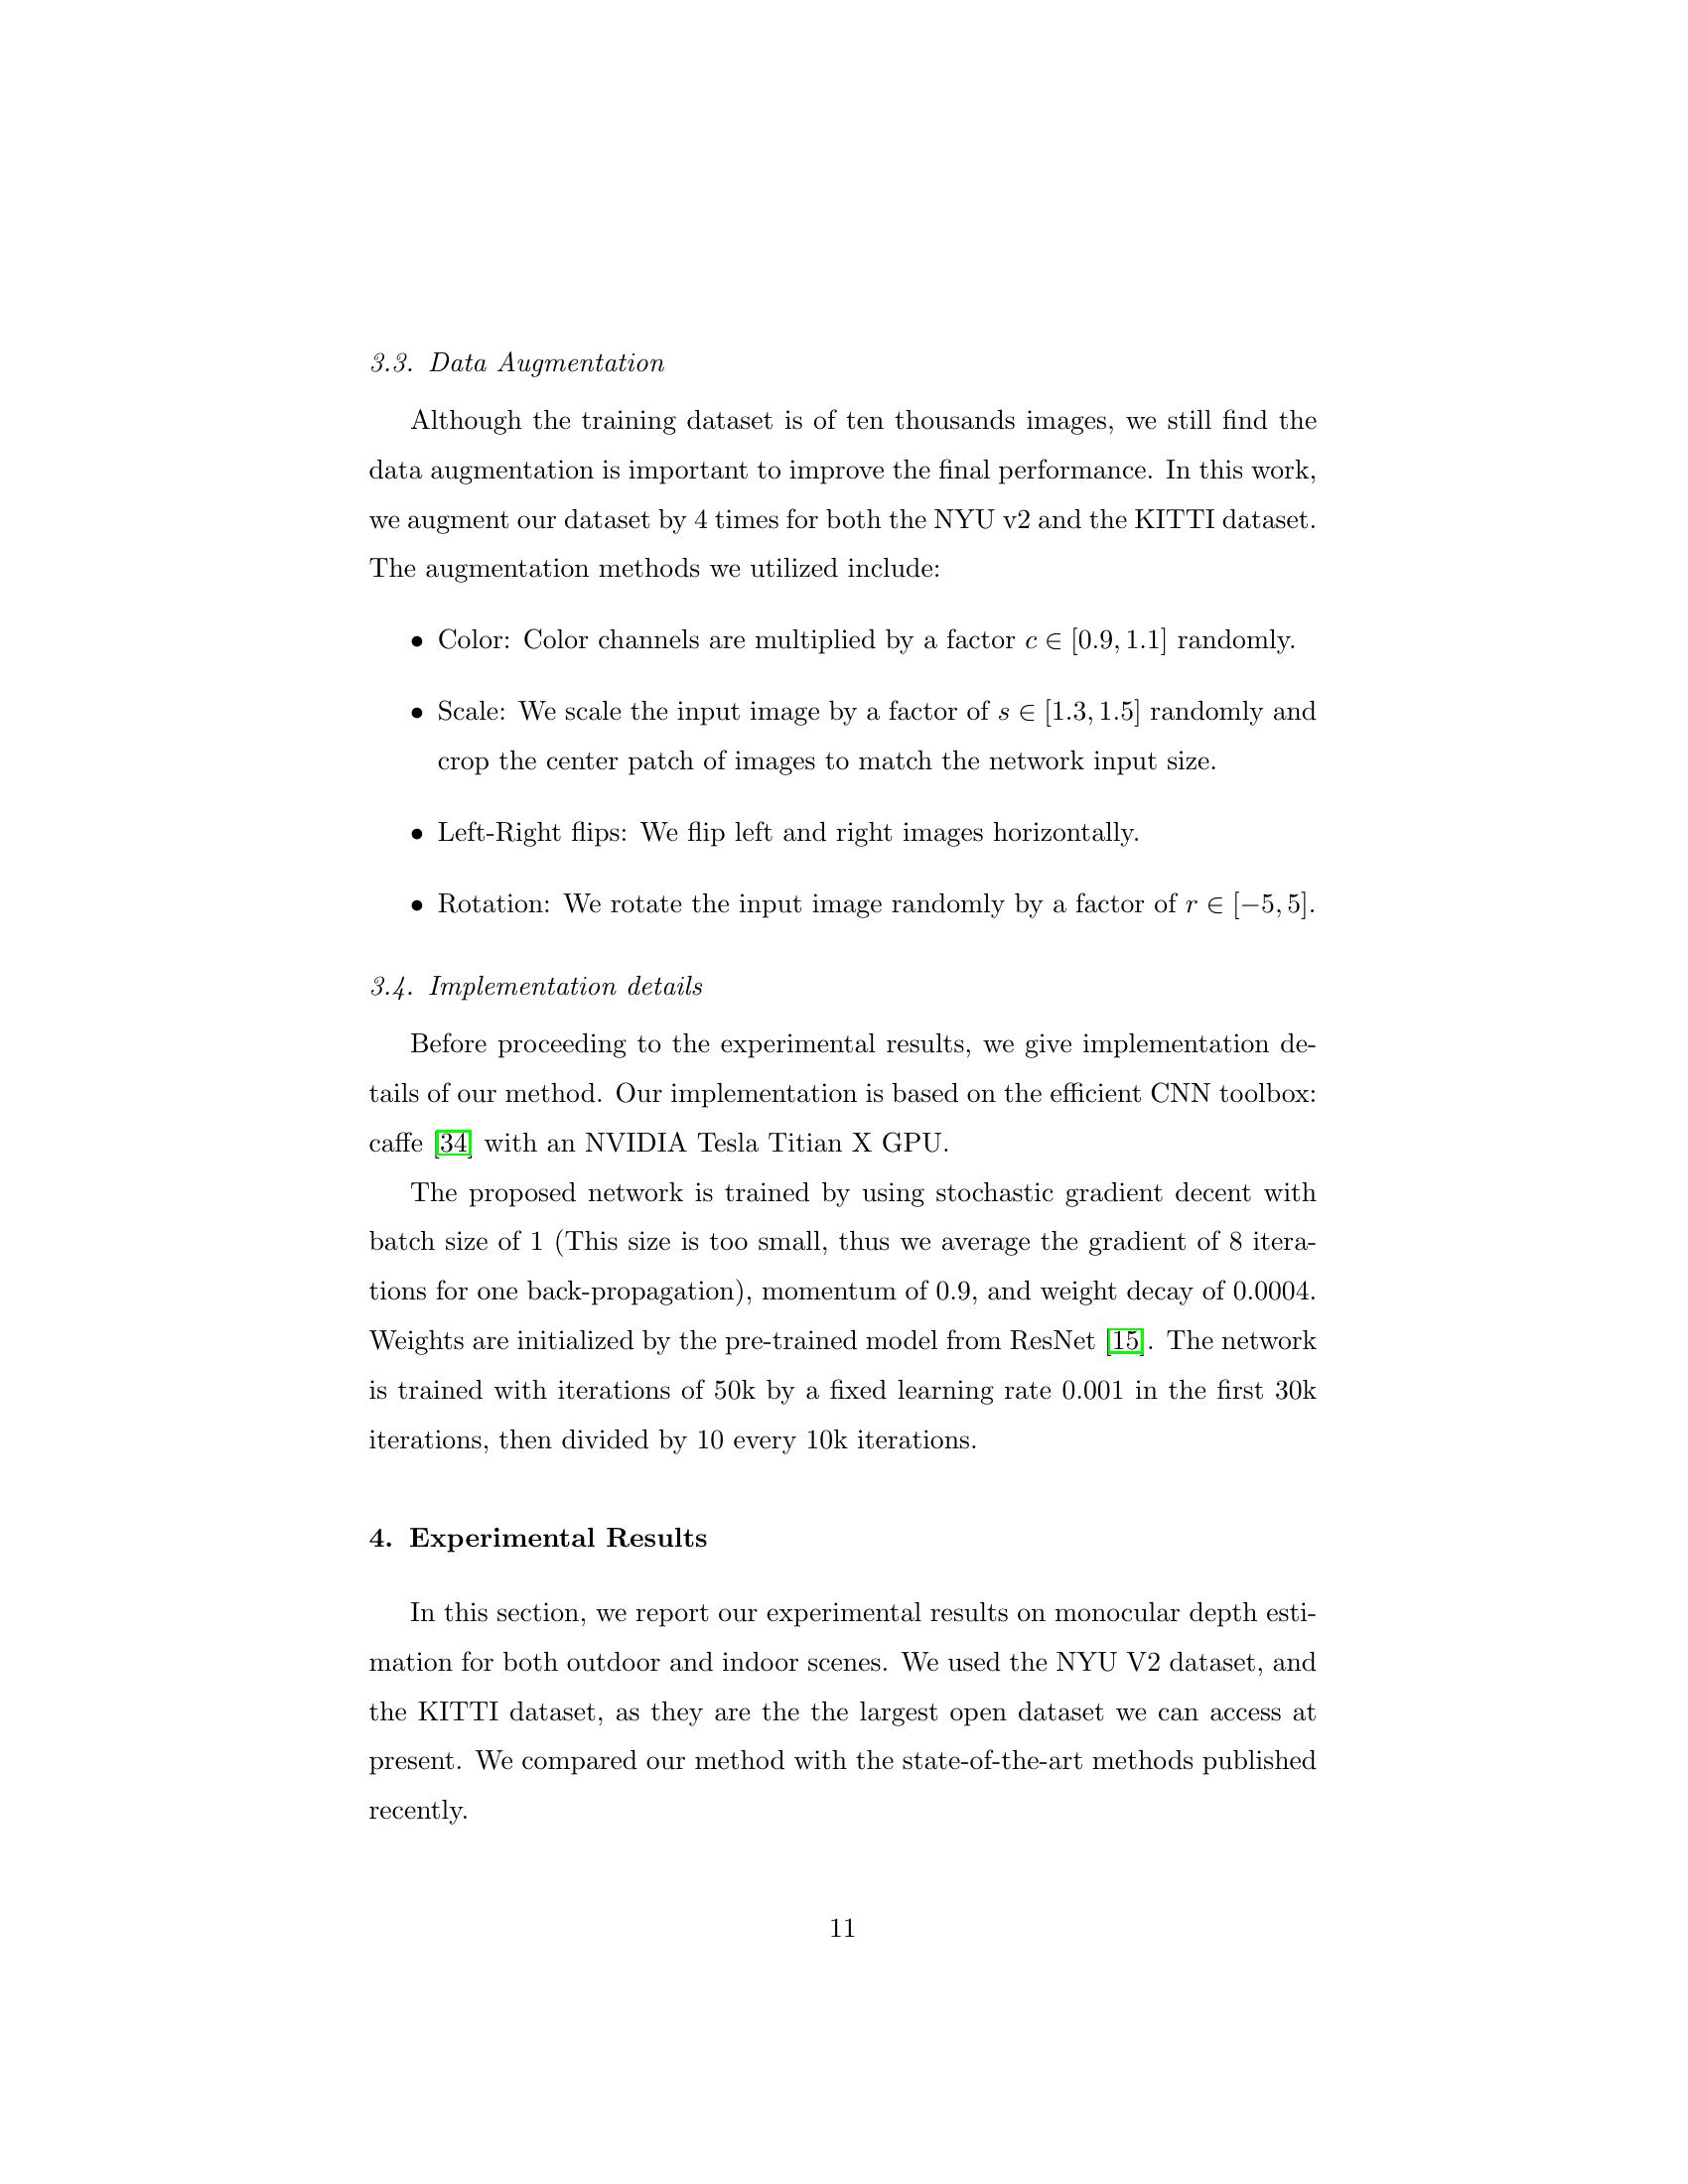 3.3. Data Augmentation
Although the training dataset is of ten thousands images, we still find the
data augmentation is important to improve the final performance. In this work,
we augment our dataset by 4 times for both the NYU v2 and the KITTI dataset.
The augmentation methods we utilized include:
• Color: Color channels are multiplied by a factor c ∈ [0.9, 1.1] randomly.
• Scale: We scale the input image by a factor of s ∈ [1.3, 1.5] randomly and
crop the center patch of images to match the network input size.
• Left-Right flips: We flip left and right images horizontally.
• Rotation: We rotate the input image randomly by a factor of r ∈ [−5, 5].
3.4. Implementation details
Before proceeding to the experimental results, we give implementation de-
tails of our method. Our implementation is based on the efficient CNN toolbox:
caffe [34] with an NVIDIA Tesla Titian X GPU.
The proposed network is trained by using stochastic gradient decent with
batch size of 1 (This size is too small, thus we average the gradient of 8 itera-
tions for one back-propagation), momentum of 0.9, and weight decay of 0.0004.
Weights are initialized by the pre-trained model from ResNet [15]. The network
is trained with iterations of 50k by a fixed learning rate 0.001 in the first 30k
iterations, then divided by 10 every 10k iterations.
4. Experimental Results
In this section, we report our experimental results on monocular depth esti-
mation for both outdoor and indoor scenes. We used the NYU V2 dataset, and
the KITTI dataset, as they are the the largest open dataset we can access at
present. We compared our method with the state-of-the-art methods published
recently.
11